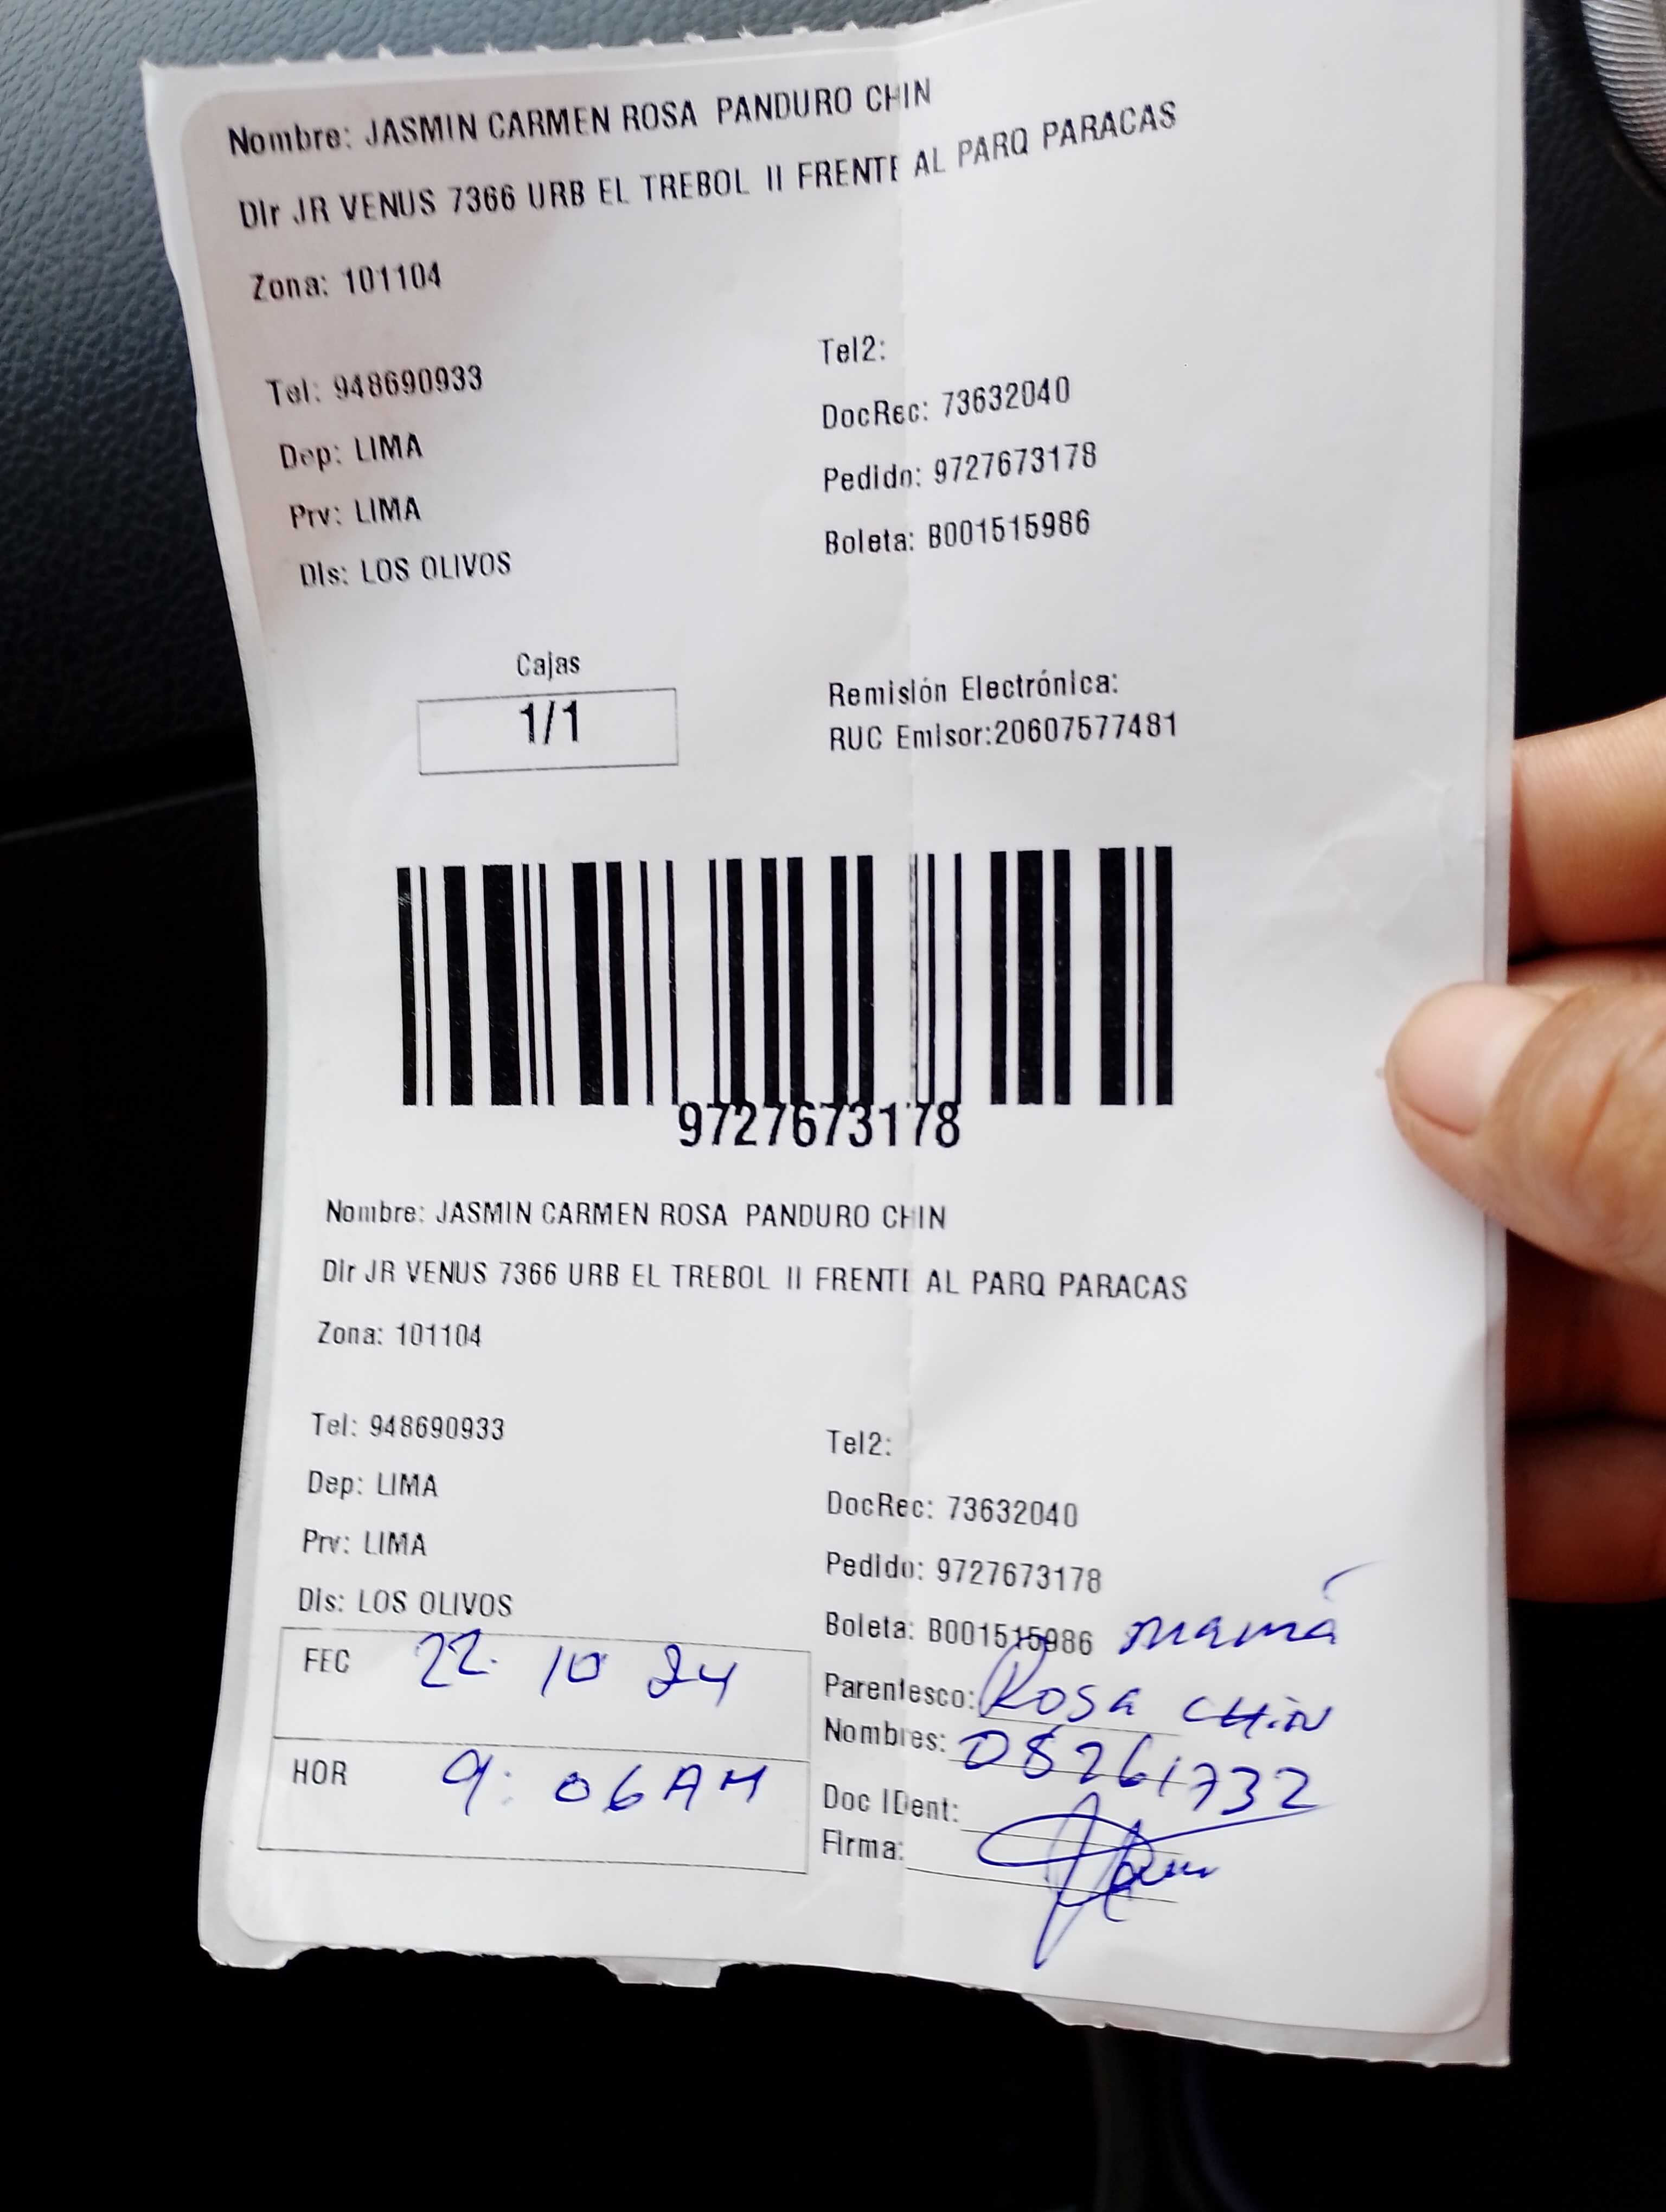 Nombre: JASMIN CARMEN ROSA PANDURO CHIN
Dir JR VENUS 7366 URB EL TREBOL II FRENTE AL PARQ PARACAS
Zona: 101104
Tel: 948690933
Tel2:
Dep: LIMA
DocRec: 73632040
Prv: LIMA
Pedido: 9727673178
Dis: LOS OLIVOS
Boleta: B001515986
Cajas
1/1
Remisión Electrónica:
RUC Emisor:20607577481
9727673178
Nombre: JASMIN CARMEN ROSA PANDURO CHIN
Dir JR VENUS 7366 URB EL TREBOL II FRENTE AL PARQ PARACAS
Zona: 101104
Tel: 948690933
Tel2:
Dep: LIMA
DocRec: 73632040
Prv: LIMA
Pedido: 9727673178
Dis: LOS OLIVOS
Boleta: B001515986 mamá
FEC 22. 10 24
Parentesco: Rosa CHiN
Nombres: 08261732
HOR 9:06AM
Doc IDent:
Firma: